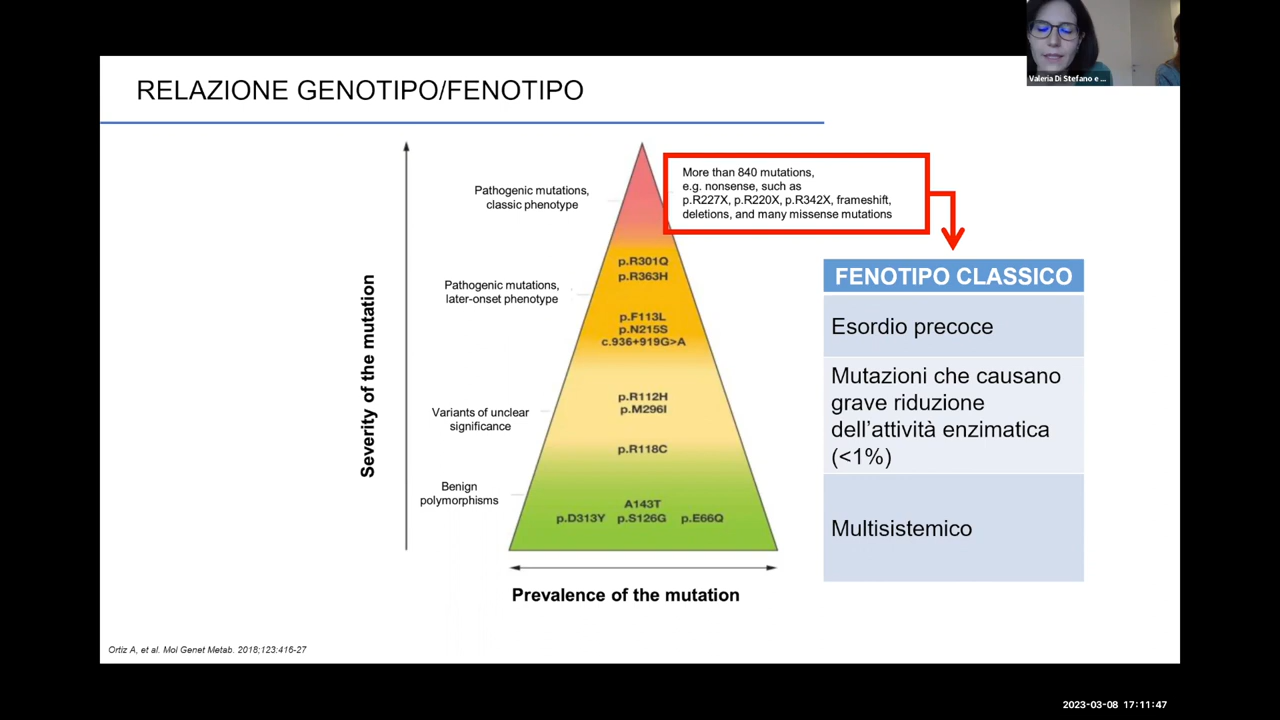 Valeria Di Stefano e ...
RELAZIONE GENOTIPO/FENOTIPO
More than 840 mutations,
e.g. nonsense, such as
p.R227X, p.R220X, p.R342X, frameshift,
deletions, and many missense mutations
Pathogenic mutations,
classic phenotype
p.R301Q
p.R363H
Pathogenic mutations,
later-onset phenotype
p.F113L
p.N215S
c.936+919G>A
p.R112H
p.M296I
Variants of unclear
significance
p.R118C
Benign
polymorphisms
A143T
p.D313Y p.S126G p.E66Q
Severity of the mutation
Prevalence of the mutation
FENOTIPO CLASSICO
Esordio precoce
Mutazioni che causano
grave riduzione
dell'attività enzimatica
(<1%)
Multisistemico
Ortiz A, et al. Mol Genet Metab. 2018;123:416-27
2023-03-08 17:11:47